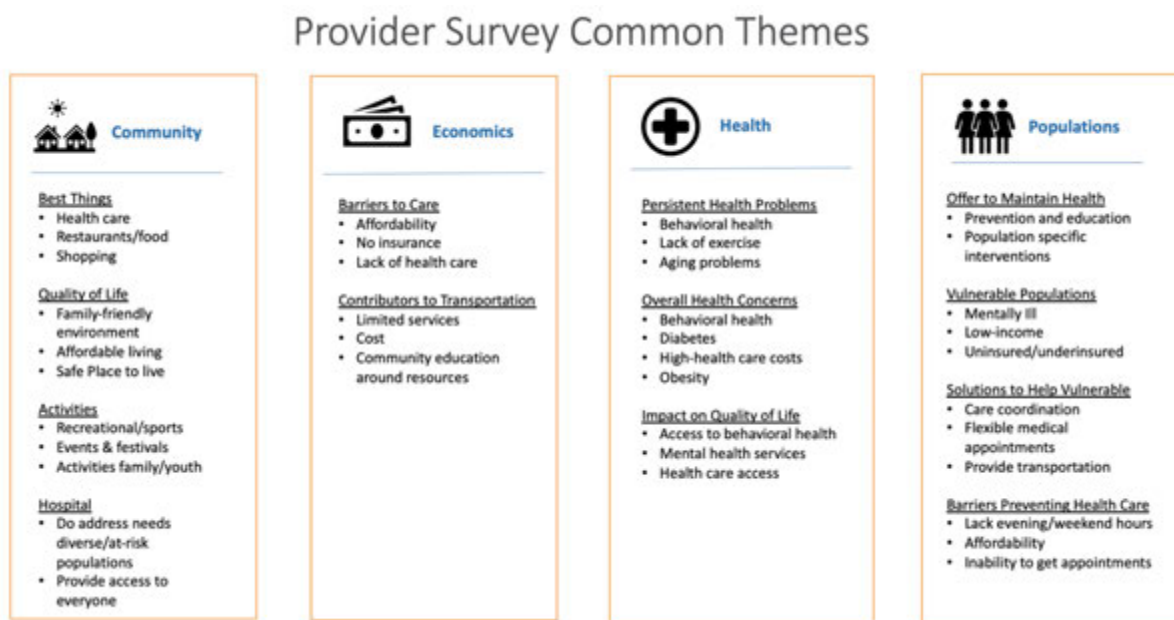 Provider Survey Common Themes
Community
Best Things
• Health care
• Restaurants/food
• Shopping
Quality of Life
• Family-friendly
environment
• Affordable living
• Safe Place to live
Activities
• Recreational/sports
• Events & festivals
• Activities family/youth
Hospital
• Do address needs
diverse/at-risk
populations
• Provide access to
everyone
Economics
Barriers to Care
• Affordability
• No insurance
• Lack of health care
Contributors to Transportation
• Limited services
• Cost
• Community education
around resources
Health
Persistent Health Problems
• Behavioral health
• Lack of exercise
• Aging problems
Overall Health Concerns
• Behavioral health
• Diabetes
• High-health care costs
• Obesity
Impact on Quality of Life
• Access to behavioral health
• Mental health services
• Health care access
Populations
Offer to Maintain Health
• Prevention and education
• Population specific
interventions
Vulnerable Populations
• Mentally Ill
• Low-income
• Uninsured/underinsured
Solutions to Help Vulnerable
• Care coordination
• Flexible medical
appointments
• Provide transportation
Barriers Preventing Health Care
• Lack evening/weekend hours
• Affordability
• Inability to get appointments